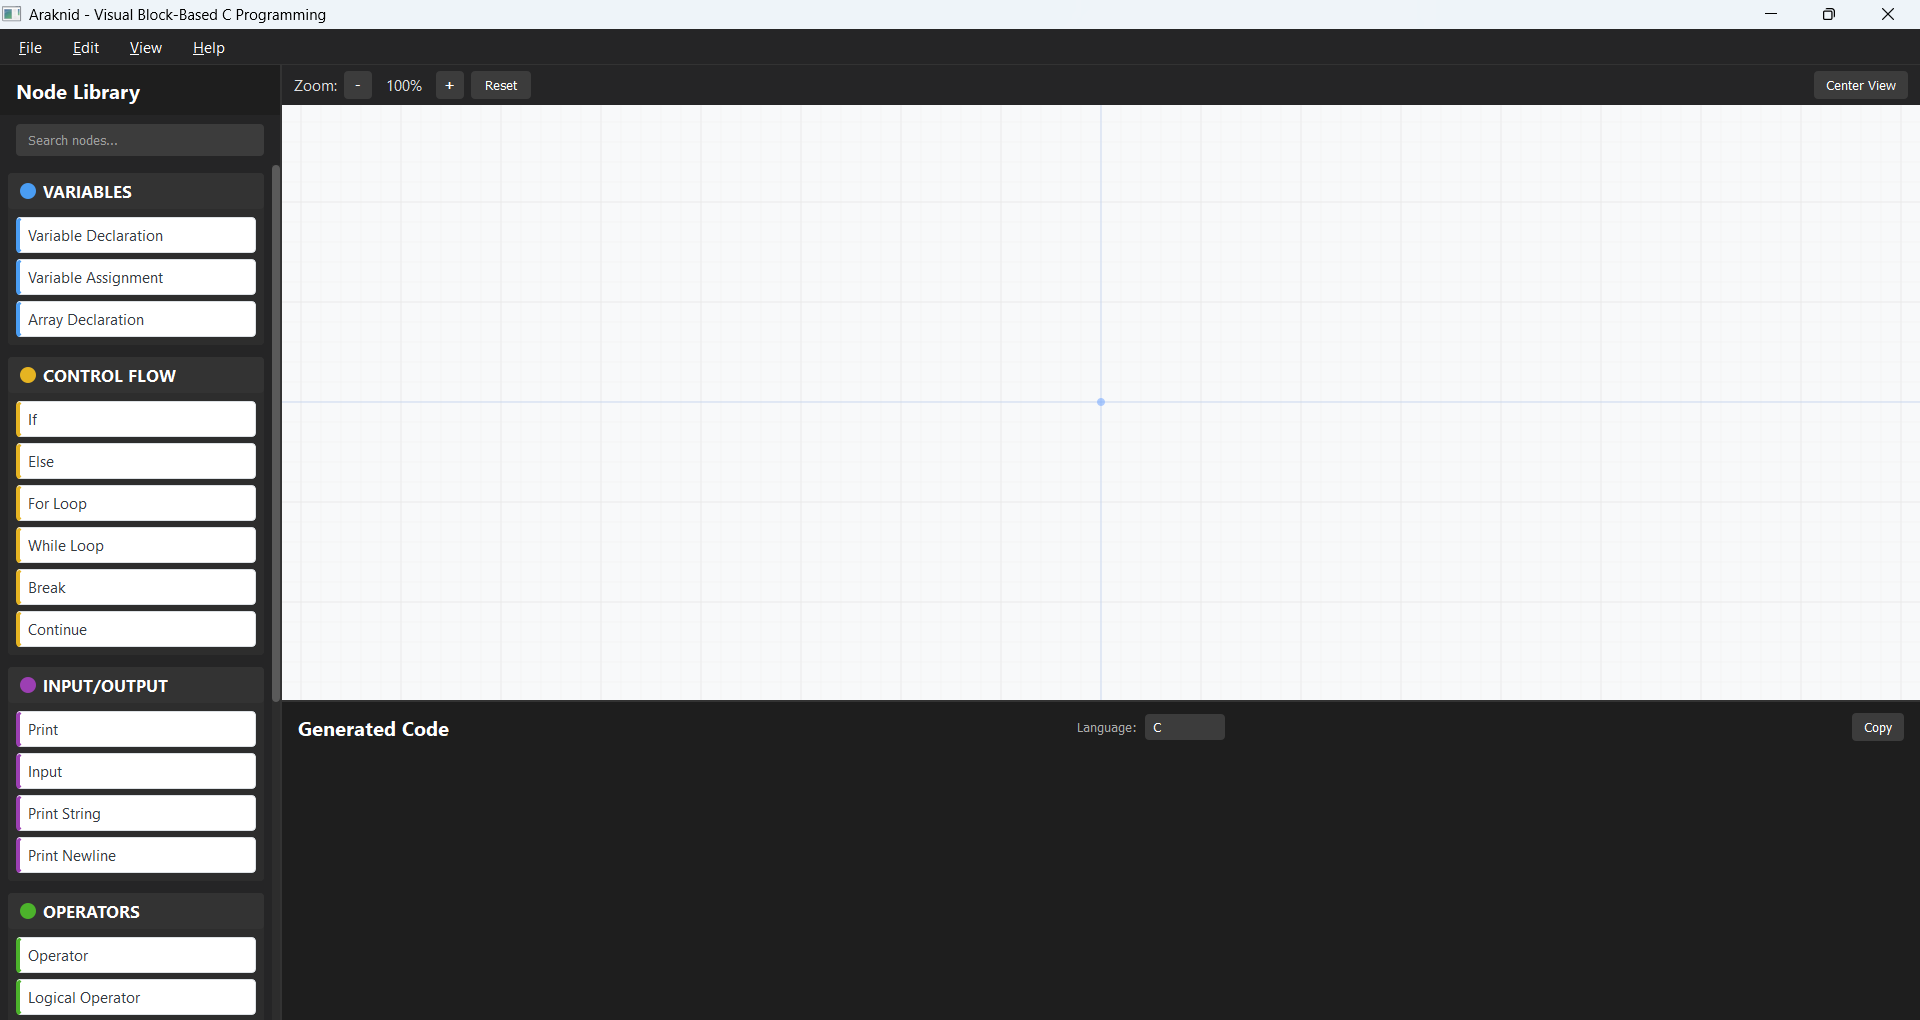 Araknid - Visual Block-Based C Programming
File Edit View Help
Node Library
Zoom: - 100% + Reset Center View
Search nodes...
VARIABLES
Variable Declaration
Variable Assignment
Array Declaration
CONTROL FLOW
If
Else
For Loop
While Loop
Break
Continue
INPUT/OUTPUT
Print
Input
Print String
Print Newline
OPERATORS
Operator
Logical Operator
Generated Code Language: C Copy